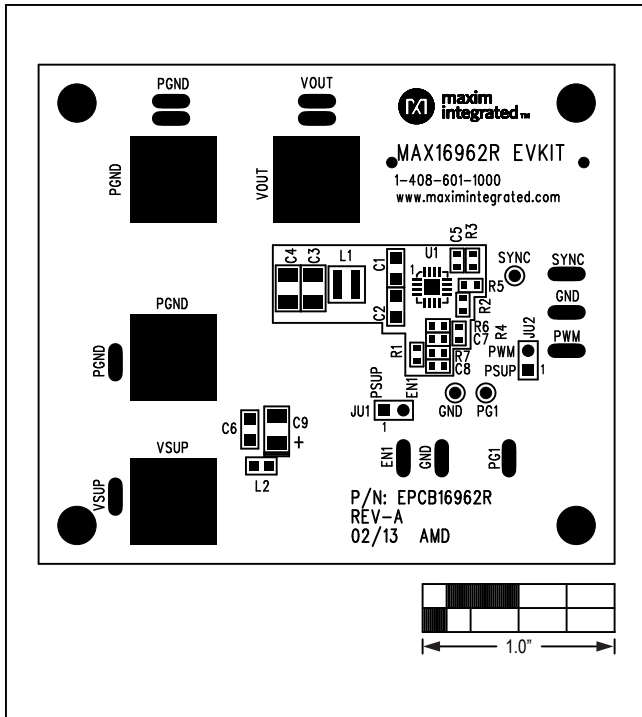 PGND
VOUT
maxim
integrated™
PGND
VOUT
MAX16962R EVKIT
1-408-601-1000
www.maximintegrated.com
C4
C3
L1
C1
U1
1
C5
R3
SYNC
SYNC
R5
C2
R2
GND
PGND
PGND
R6
C7
R4
JU2
R1
R7
C8
PWM
PSUP
1
PWM
PSUP
EN1
JU1
1
GND
PG1
C6
C9
+
L2
VSUP
VSUP
EN1
GND
PG1
P/N: EPCB16962R
REV-A
02/13 AMD
1.0"